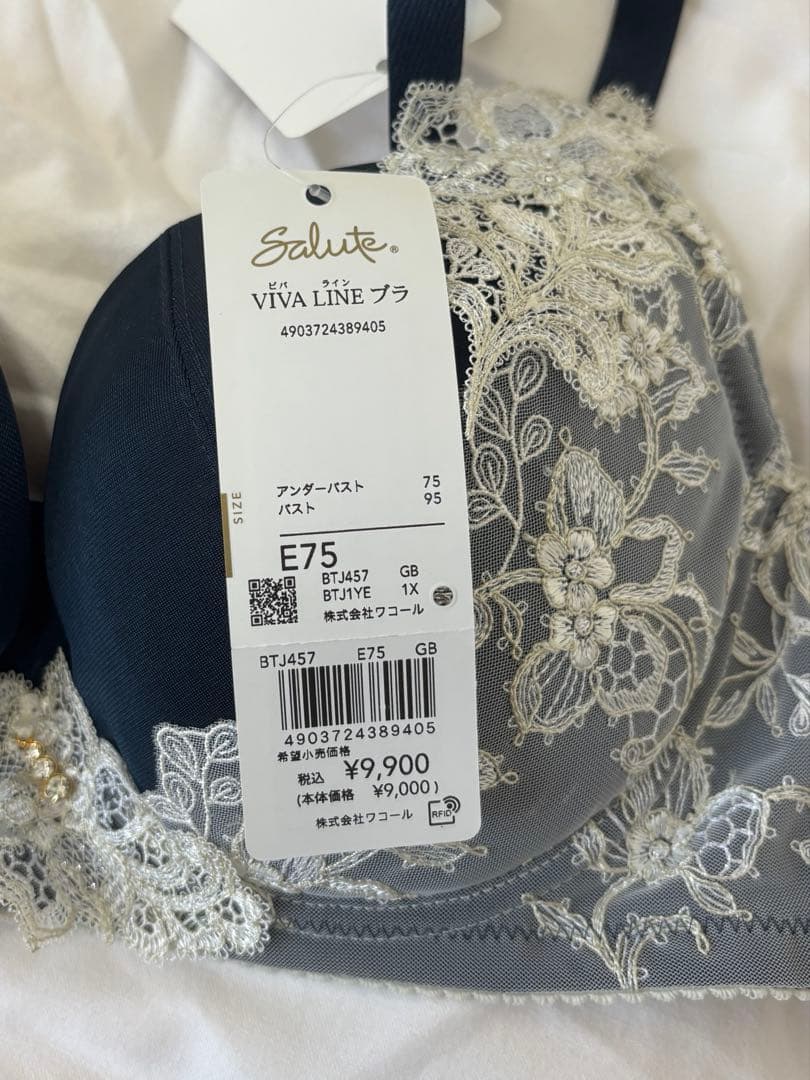 Salute®
ビバ ライン
VIVA LINE ブラ
4903724389405
SIZE
アンダーバスト 75
バスト 95
E75
BTJ457 GB
BTJ1YE 1X
株式会社ワコール
BTJ457 E75 GB
4903724389405
希望小売価格
税込 ¥9,900
(本体価格 ¥9,000)
株式会社ワコール
RFID